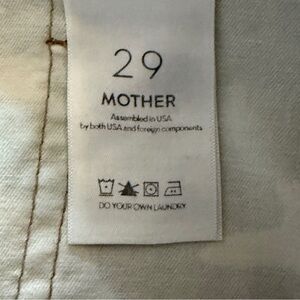 29
MOTHER
Assembled in USA
by both USA and foreign components
DO YOUR OWN LAUNDRY